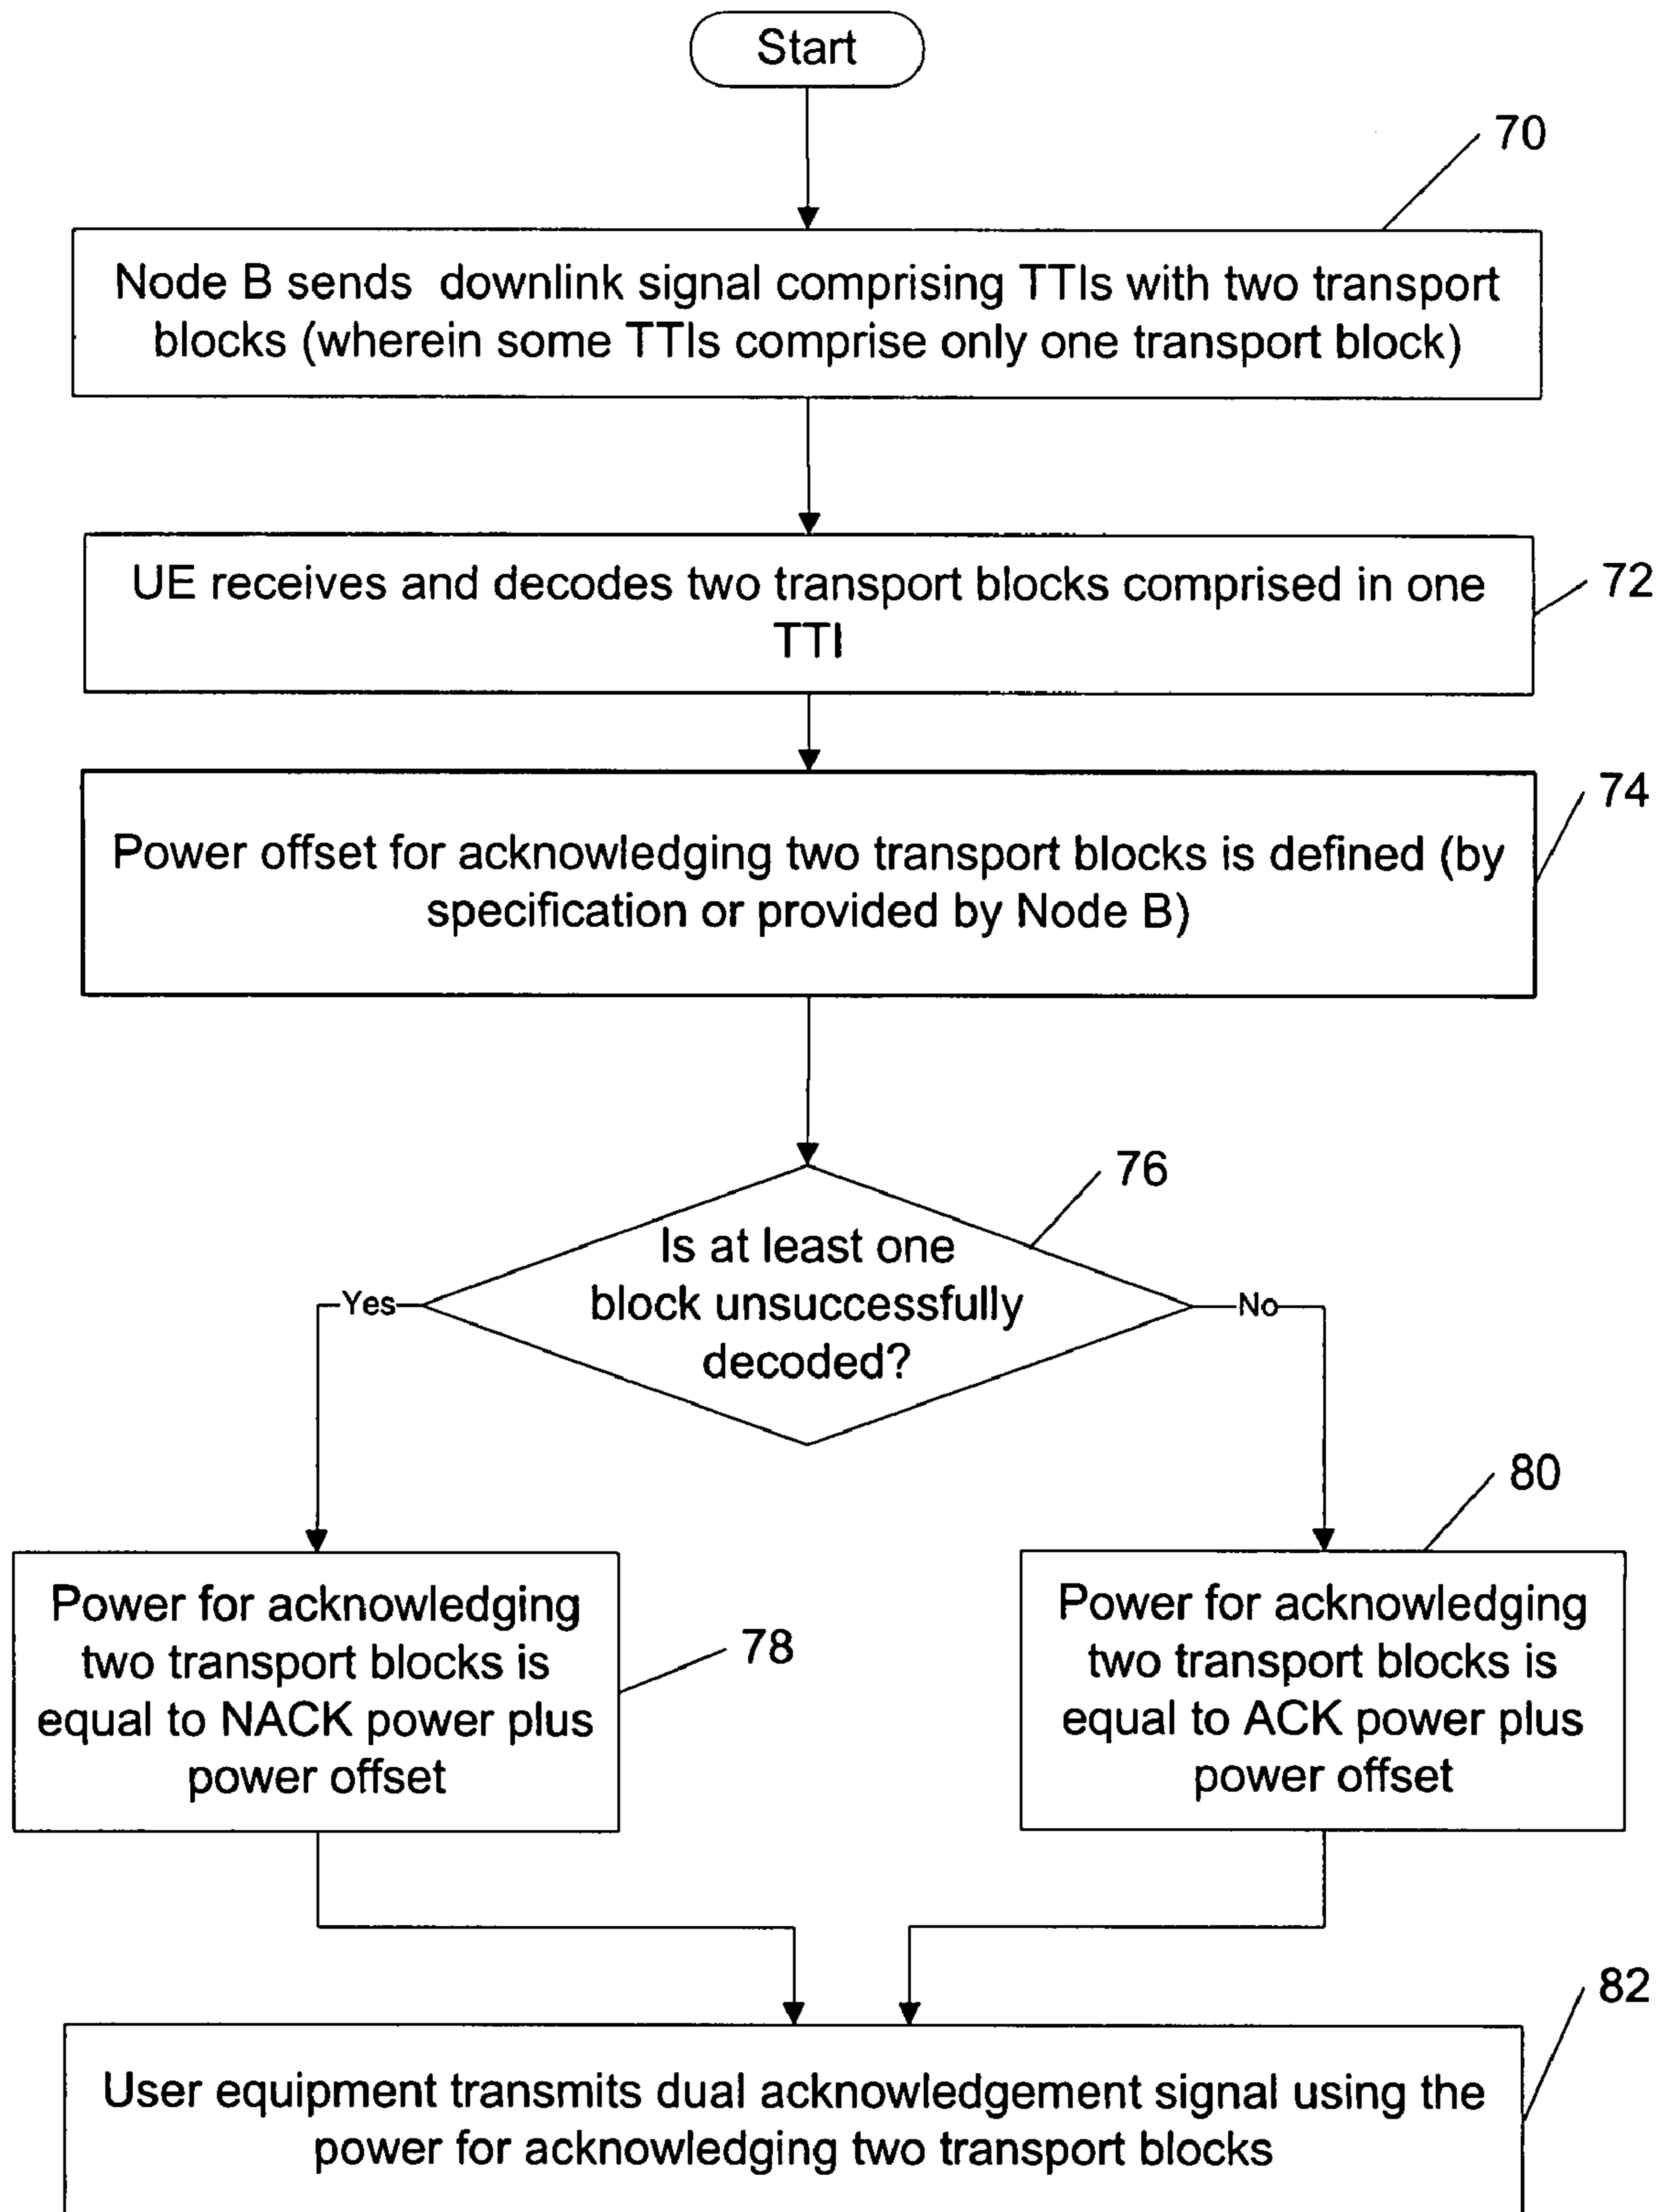 Start
70
Node B sends downlink signal comprising TTIs with two transport
blocks (wherein some TTIs comprise only one transport block)
UE receives and decodes two transport blocks comprised in one
TTI
72
74
Power offset for acknowledging two transport blocks is defined (by
specification or provided by Node B)
76
Is at least one
block unsuccessfully
decoded?
Yes
No
80
Power for acknowledging
two transport blocks is
equal to NACK power plus
power offset
78
Power for acknowledging
two transport blocks is
equal to ACK power plus
power offset
82
User equipment transmits dual acknowledgement signal using the
power for acknowledging two transport blocks